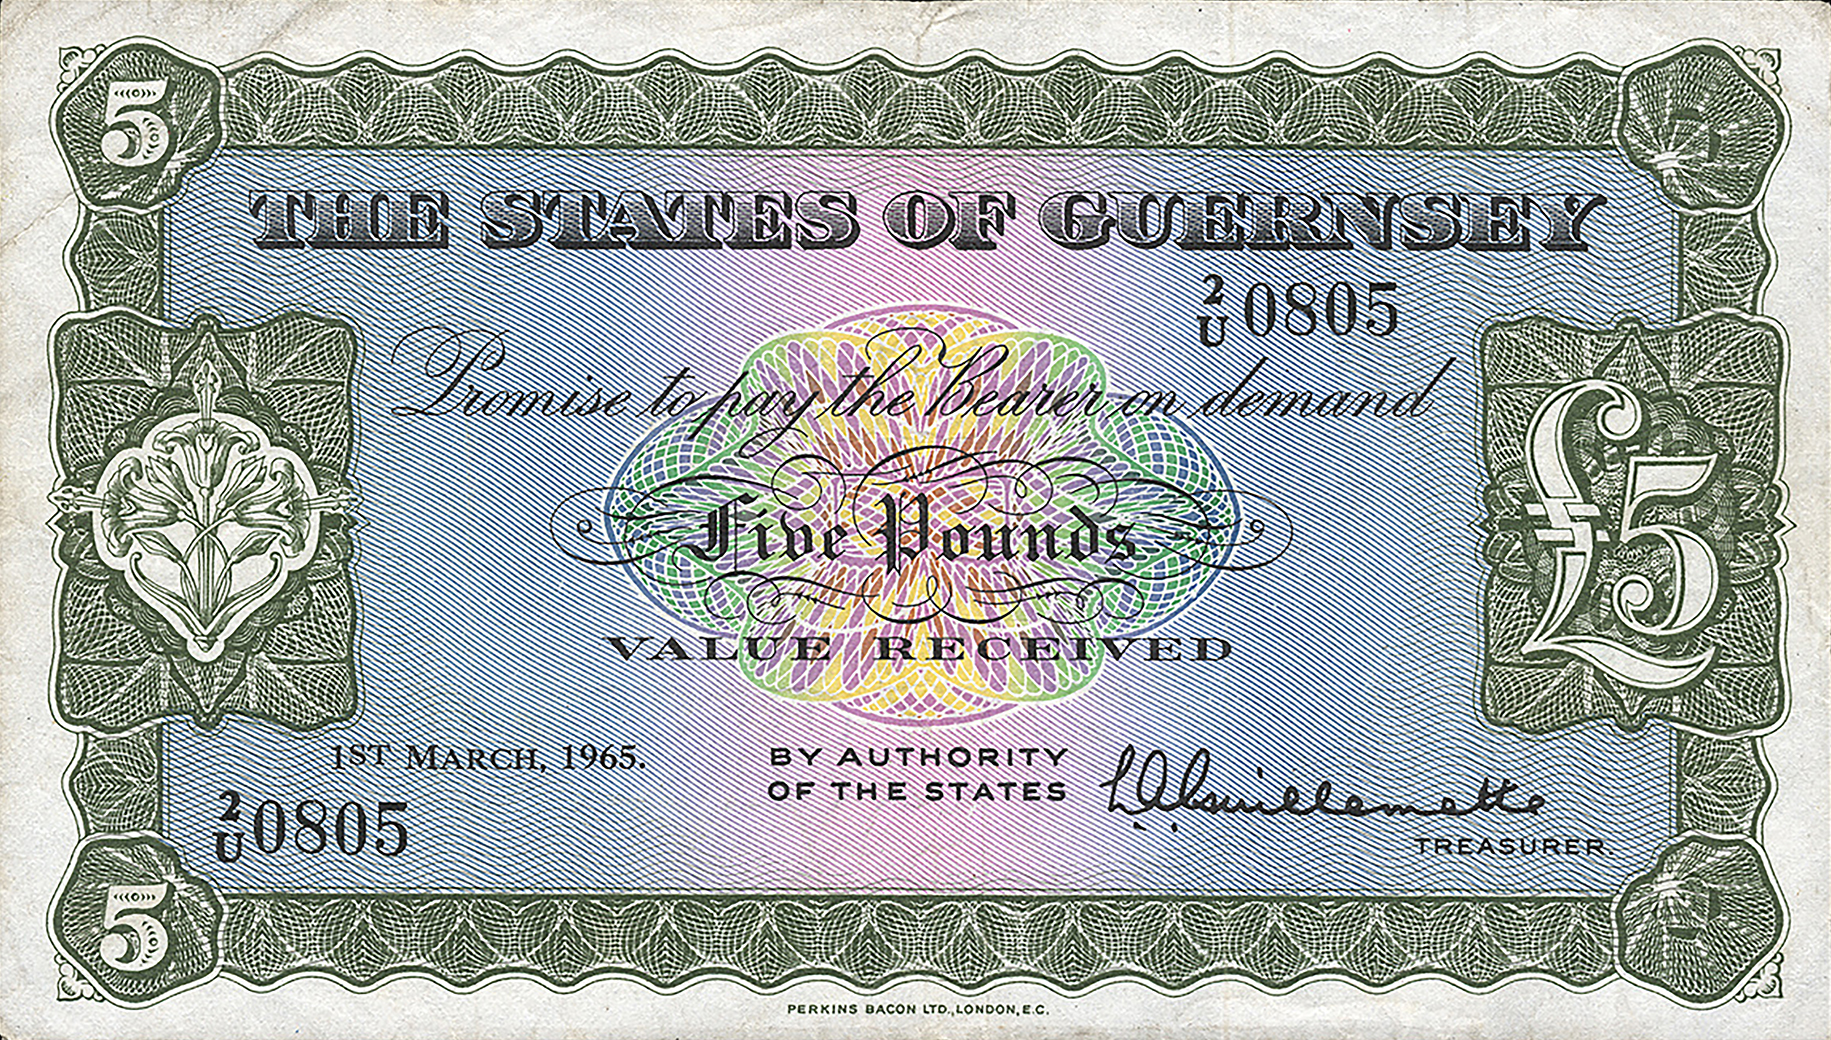 5
THE STATES OF GUERNSEY
2/U 0805
Promise to pay the Bearer on demand
Five Pounds
£5
VALUE RECEIVED
1ST MARCH, 1965.
BY AUTHORITY
OF THE STATES
L. A. Guillemette
2/U 0805
TREASURER.
5
PERKINS BACON LTD., LONDON, E.C.